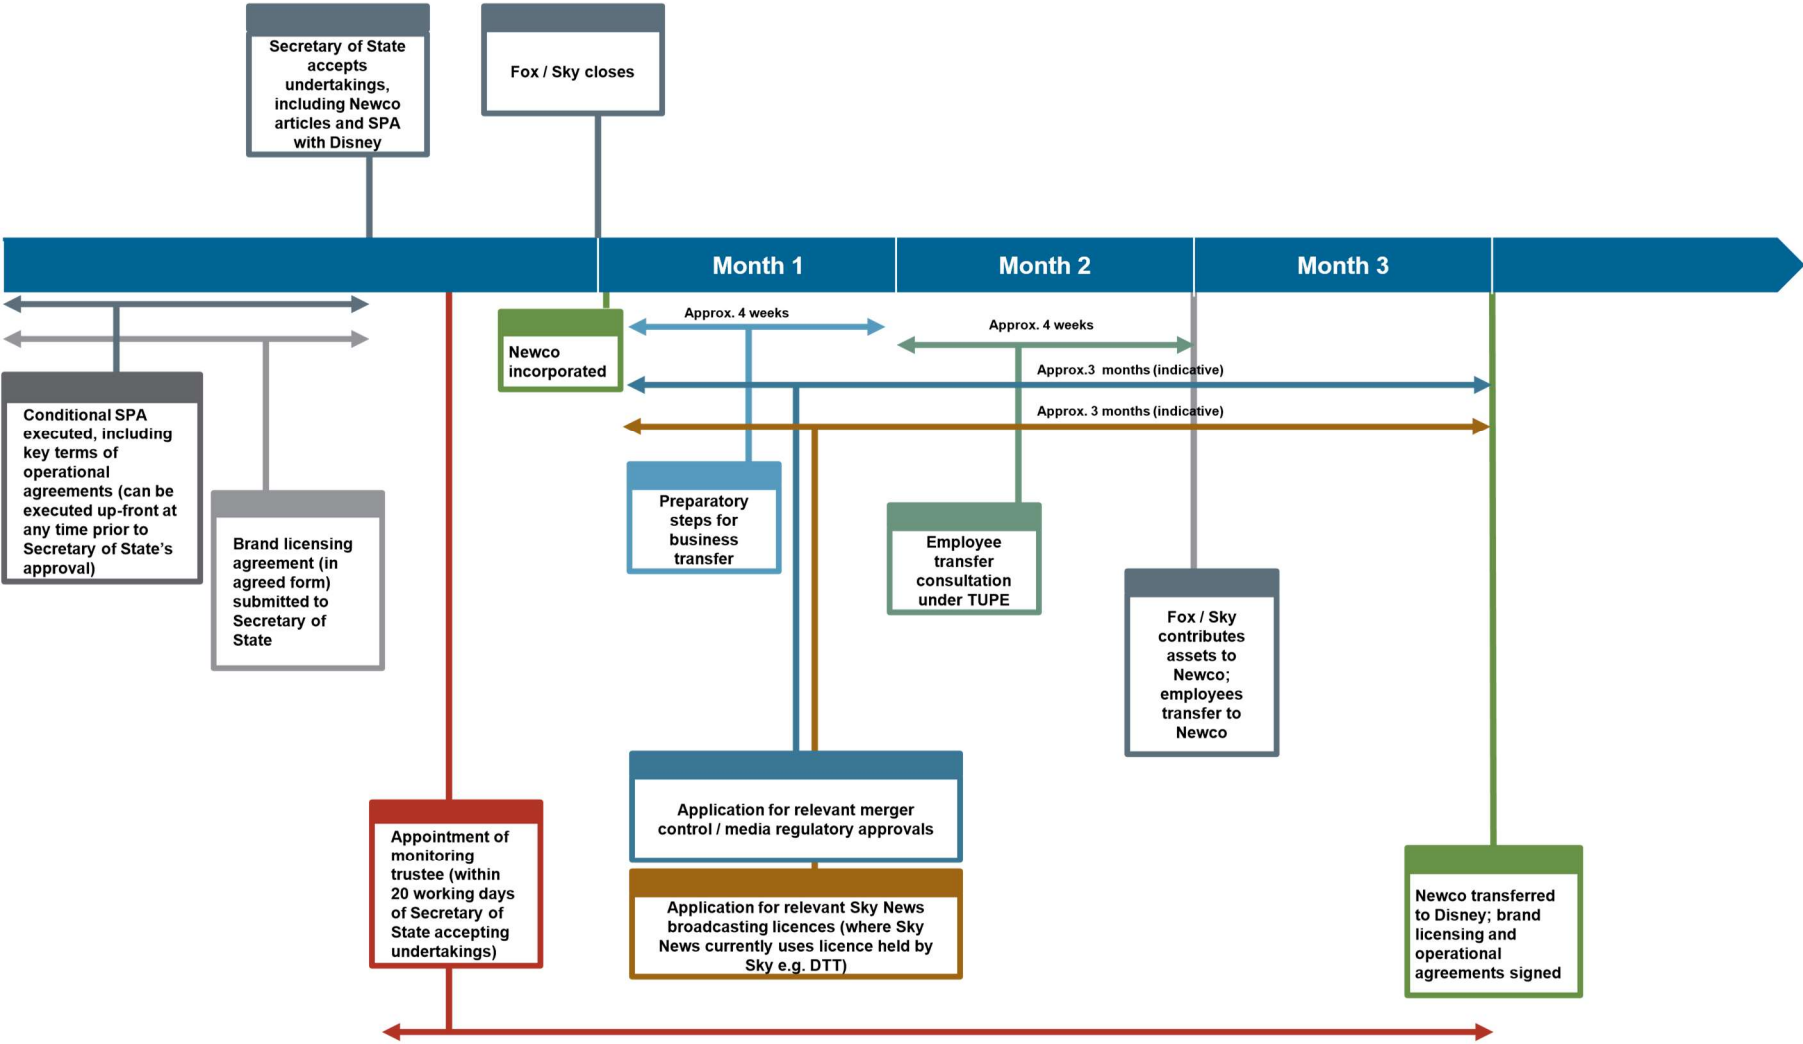 Secretary of State
accepts
undertakings,
including Newco
articles and SPA
with Disney
Fox / Sky closes
Month 1
Month 2
Month 3
Approx. 4 weeks
Approx. 4 weeks
Approx.3 months (indicative)
Approx. 3 months (indicative)
Newco
incorporated
Conditional SPA
executed, including
key terms of
operational
agreements (can be
executed up-front at
any time prior to
Secretary of State’s
approval)
Brand licensing
agreement (in
agreed form)
submitted to
Secretary of
State
Preparatory
steps for
business
transfer
Employee
transfer
consultation
under TUPE
Fox / Sky
contributes
assets to
Newco;
employees
transfer to
Newco
Appointment of
monitoring
trustee (within
20 working days
of Secretary of
State accepting
undertakings)
Application for relevant merger
control / media regulatory approvals
Application for relevant Sky News
broadcasting licences (where Sky
News currently uses licence held by
Sky e.g. DTT)
Newco transferred
to Disney; brand
licensing and
operational
agreements signed